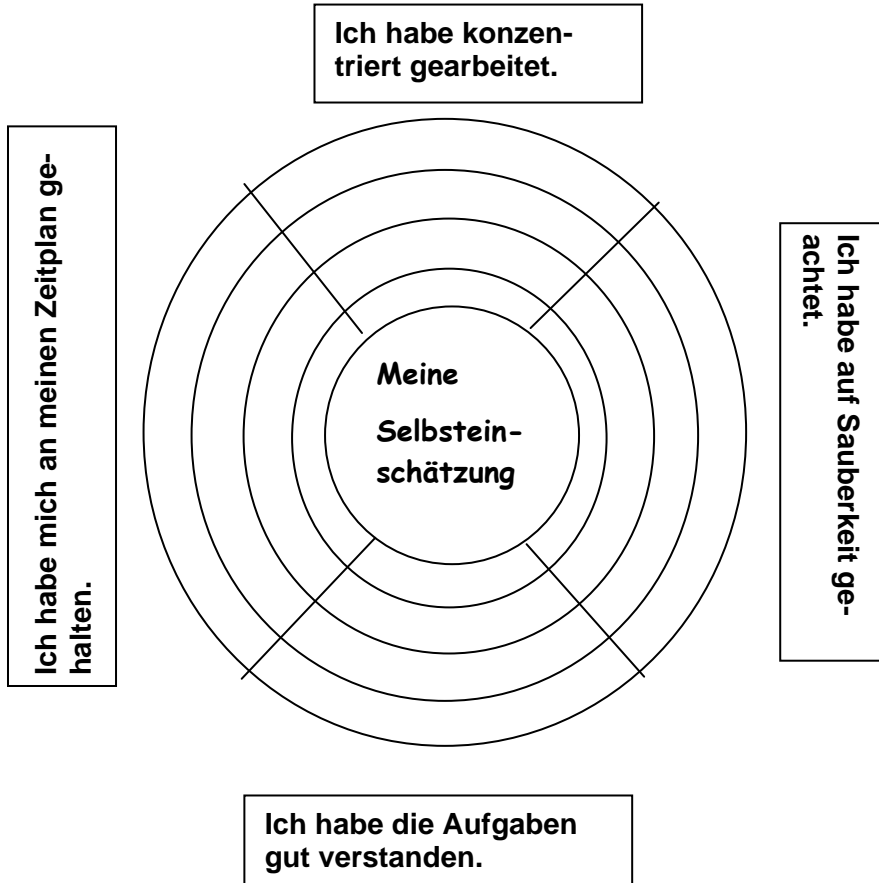 Ich habe konzen-
triert gearbeitet.
Ich habe mich an meinen Zeitplan ge-
halten.
Meine
Selbstein-
schätzung
Ich habe auf Sauberkeit ge-
achtet.
Ich habe die Aufgaben
gut verstanden.